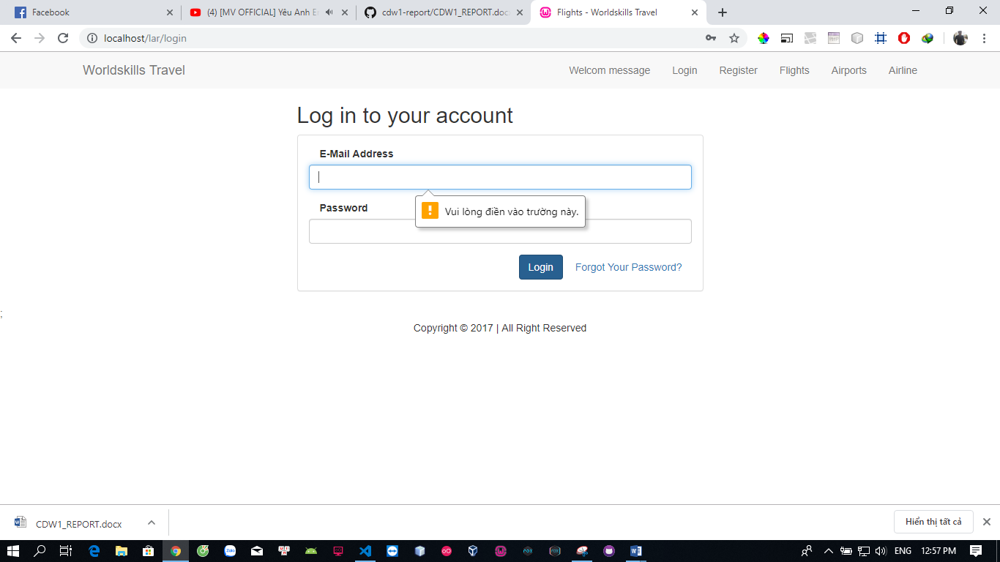 Facebook
(4) [MV OFFICIAL] Yêu Anh E
cdw1-report/CDW1_REPORT.doc
Flights - Worldskills Travel
localhost/lar/login
Worldskills Travel
Welcom message
Login
Register
Flights
Airports
Airline
Log in to your account
E-Mail Address
Vui lòng điền vào trường này.
Password
Login
Forgot Your Password?
;
Copyright © 2017 | All Right Reserved
CDW1_REPORT.docx
Hiển thị tất cả
Zalo
ENG
12:57 PM